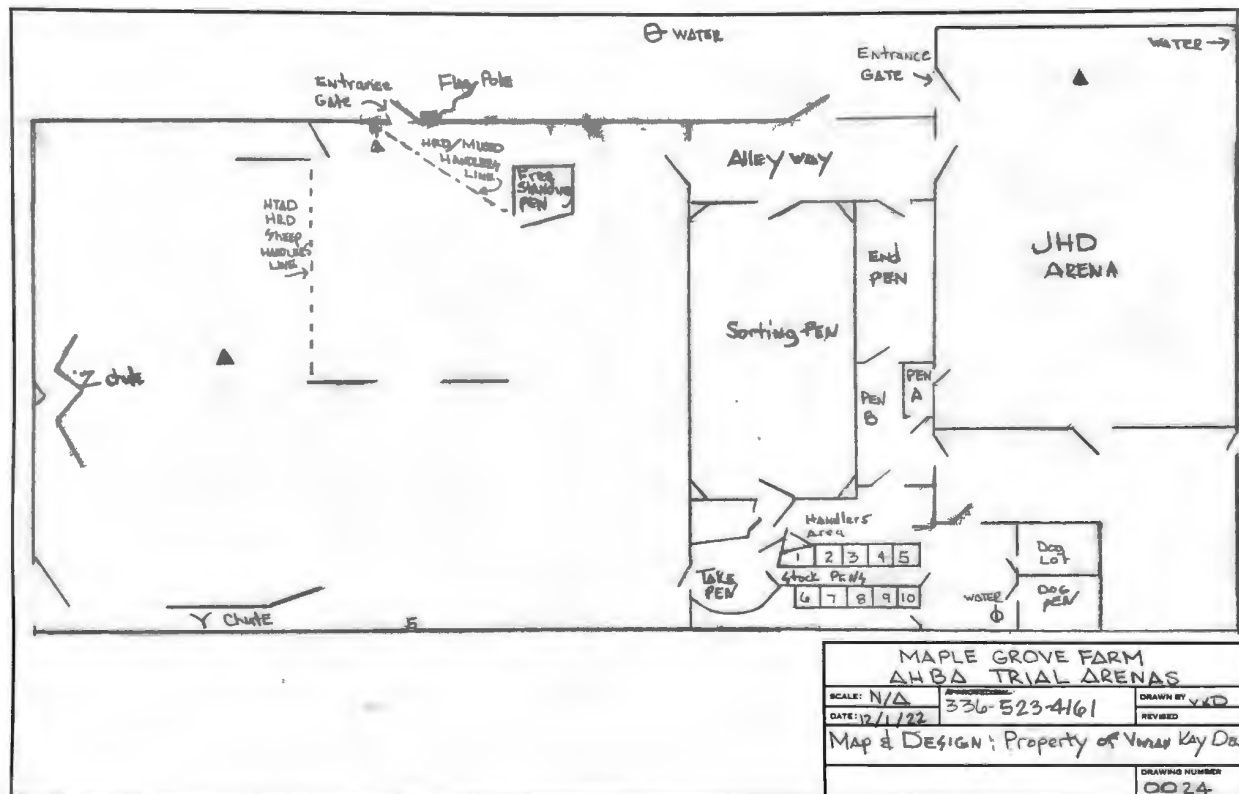 WATER
WATER →
Entrance
GATE
Entrance
Gate
Flag Pole
HRD/MUSD
HANDLERS
LINE
Free
Standing
PEN
Alley way
HTAD
HRD
Sheep
HANDLERS
LINE
JHD
ARENA
End
PEN
Sorting PEN
chute
PEN
A
PEN
B
Handlers
Area
1 2 3 4 5
Stock PENS
6 7 8 9 10
TAKE
PEN
Dog
Lot
DOG
PEN
WATER
Y Chute
MAPLE GROVE FARM
AHBA TRIAL ARENAS
SCALE: N/A
336-523-4161
DRAWN BY VKD
DATE: 12/1/22
REVISED
Map & DESIGN: Property of Vivian Kay
DRAWING NUMBER
0024